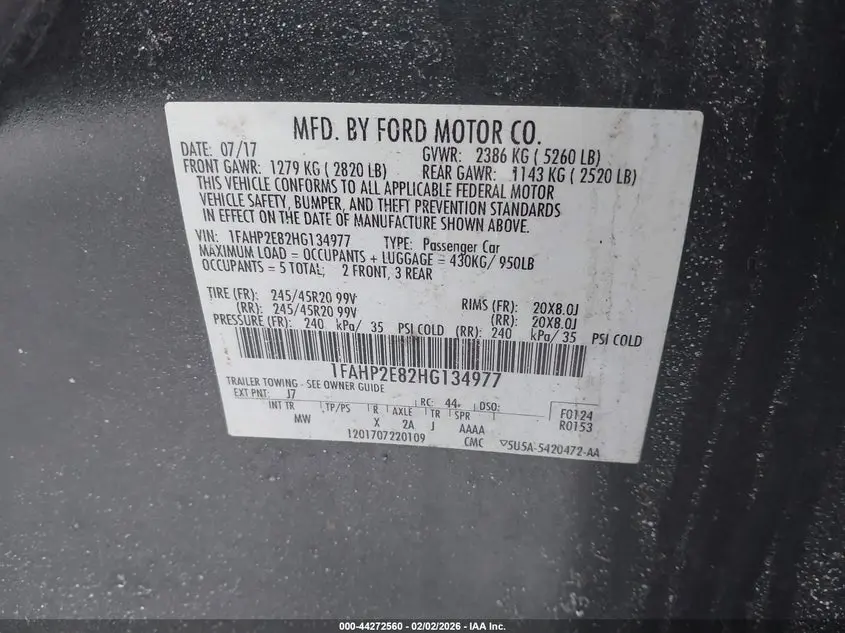 MFD. BY FORD MOTOR CO.
DATE: 07/17 GVWR: 2386 KG ( 5260 LB)
FRONT GAWR: 1279 KG ( 2820 LB) REAR GAWR: 1143 KG ( 2520 LB)
THIS VEHICLE CONFORMS TO ALL APPLICABLE FEDERAL MOTOR
VEHICLE SAFETY, BUMPER, AND THEFT PREVENTION STANDARDS
IN EFFECT ON THE DATE OF MANUFACTURE SHOWN ABOVE.
VIN: 1FAHP2E82HG134977 TYPE: Passenger Car
MAXIMUM LOAD = OCCUPANTS + LUGGAGE = 430KG/ 950LB
OCCUPANTS = 5 TOTAL; 2 FRONT, 3 REAR
TIRE (FR): 245/45R20 99V RIMS (FR): 20X8.0J
(RR): 245/45R20 99V (RR): 20X8.0J
PRESSURE (FR): 240 kPa/ 35 PSI COLD (RR): 240 kPa/ 35 PSI COLD
1FAHP2E82HG134977
TRAILER TOWING - SEE OWNER GUIDE
EXT PNT: J7 RC: 44 DSO: F0124
INT TR TP/PS R AXLE TR SPR R0153
MW X 2A J AAAA
1201707220109 CMC 5U5A-5420472-AA
000-44272560 - 02/02/2026 - IAA Inc.